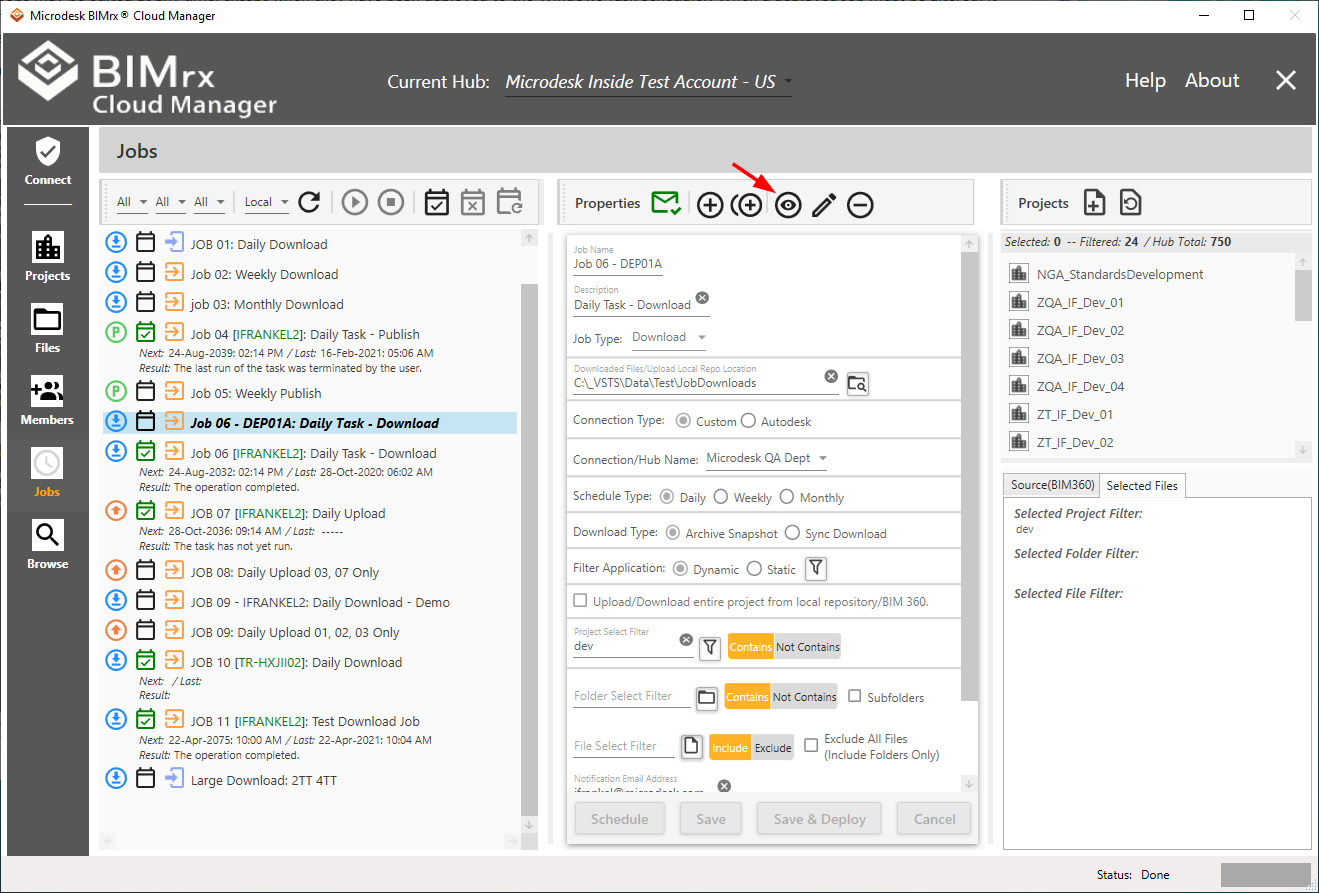 Microdesk BIMrx® Cloud Manager
BIMrx
Cloud Manager
Current Hub: Microdesk Inside Test Account - US
Help About
Connect
Projects
Files
Members
Jobs
Browse
Jobs
All All All Local
JOB 01: Daily Download
Job 02: Weekly Download
job 03: Monthly Download
P Job 04 [IFRANKEL2]: Daily Task - Publish
Next: 24-Aug-2039: 02:14 PM / Last: 16-Feb-2021: 05:06 AM
Result: The last run of the task was terminated by the user.
P Job 05: Weekly Publish
Job 06 - DEP01A: Daily Task - Download
Job 06 [IFRANKEL2]: Daily Task - Download
Next: 24-Aug-2032: 02:14 PM / Last: 28-Oct-2020: 06:02 AM
Result: The operation completed.
JOB 07 [IFRANKEL2]: Daily Upload
Next: 28-Oct-2036: 09:14 AM / Last: -----
Result: The task has not yet run.
JOB 08: Daily Upload 03, 07 Only
JOB 09 - IFRANKEL2: Daily Download - Demo
JOB 09: Daily Upload 01, 02, 03 Only
JOB 10 [TR-HXJII02]: Daily Download
Next: / Last:
Result:
JOB 11 [IFRANKEL2]: Test Download Job
Next: 22-Apr-2075: 10:00 AM / Last: 22-Apr-2021: 10:04 AM
Result: The operation completed.
Large Download: 2TT 4TT
Properties
Job Name
Job 06 - DEP01A
Description
Daily Task - Download
Job Type: Download
Downloaded Files/Upload Local Repo Location
C:\_VSTS\Data\Test\JobDownloads
Connection Type: Custom Autodesk
Connection/Hub Name: Microdesk QA Dept
Schedule Type: Daily Weekly Monthly
Download Type: Archive Snapshot Sync Download
Filter Application: Dynamic Static
Upload/Download entire project from local repository/BIM 360.
Project Select Filter
dev Contains Not Contains
Folder Select Filter Contains Not Contains Subfolders
File Select Filter Include Exclude Exclude All Files
(Include Folders Only)
Notification Email Address
ifrankel@microdesk.com
Schedule Save Save & Deploy Cancel
Projects
Selected: 0 -- Filtered: 24 / Hub Total: 750
NGA_StandardsDevelopment
ZQA_IF_Dev_01
ZQA_IF_Dev_02
ZQA_IF_Dev_03
ZQA_IF_Dev_04
ZT_IF_Dev_01
ZT_IF_Dev_02
Source(BIM360) Selected Files
Selected Project Filter:
dev
Selected Folder Filter:
Selected File Filter:
Status: Done